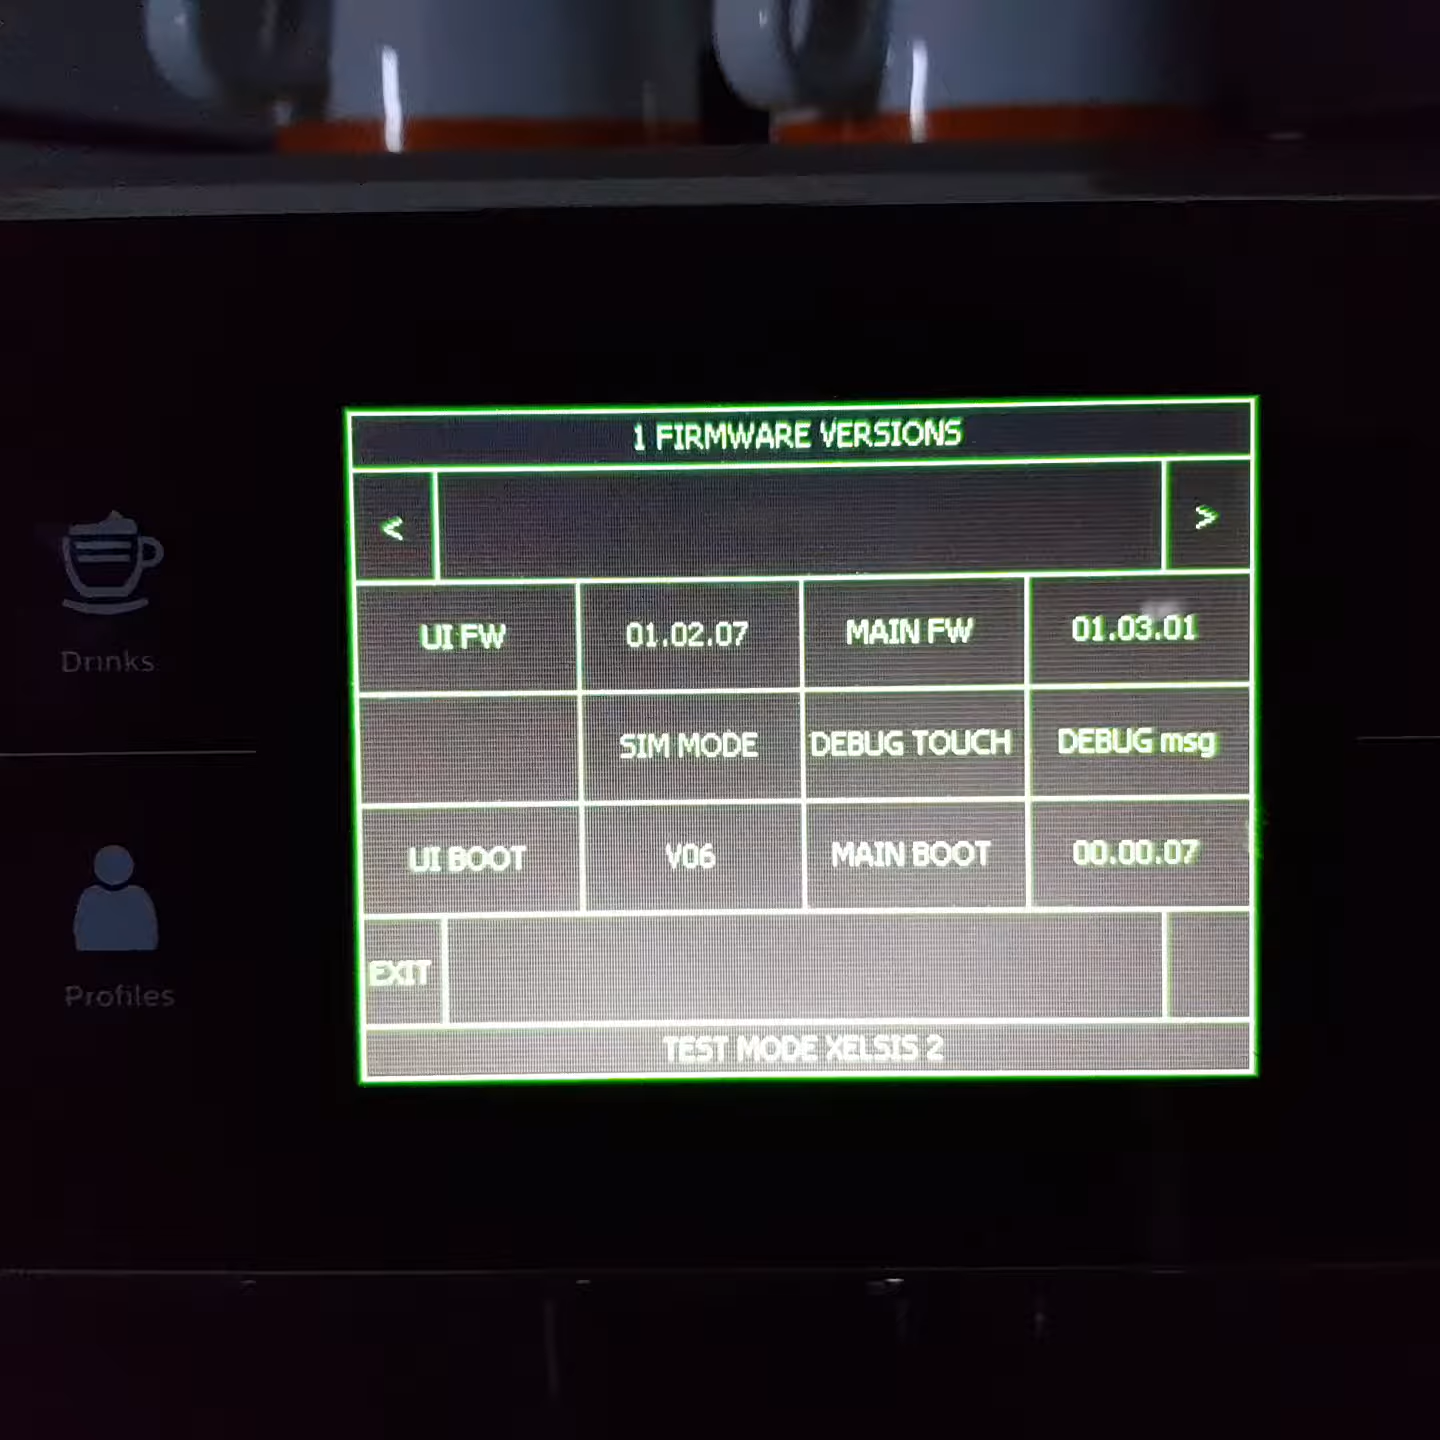 1 FIRMWARE VERSIONS
< >
UI FW 01.02.07 MAIN FW 01.03.01
SIM MODE DEBUG TOUCH DEBUG msg
UI BOOT V06 MAIN BOOT 00.00.07
EXIT
TEST MODE XELSIS 2
Drinks
Profiles